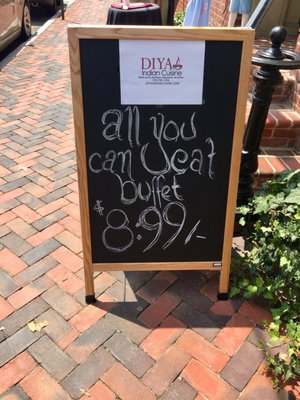 DIYA
Indian Cuisine
all you
can U eat
buffet
$8:99/-